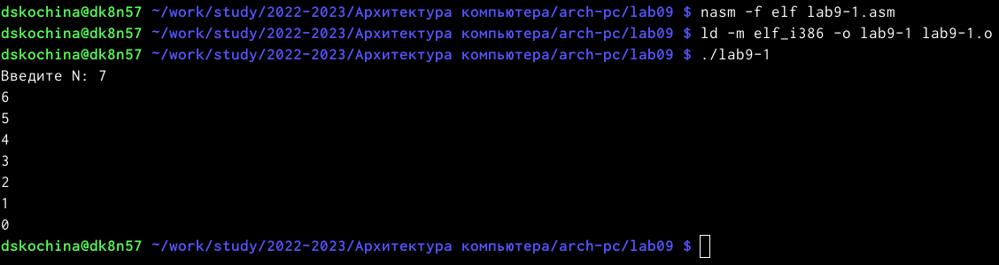 dskochina@dk8n57 ~/work/study/2022-2023/Архитектура компьютера/arch-pc/lab09 $ nasm -f elf lab9-1.asm
dskochina@dk8n57 ~/work/study/2022-2023/Архитектура компьютера/arch-pc/lab09 $ ld -m elf_i386 -o lab9-1 lab9-1.o
dskochina@dk8n57 ~/work/study/2022-2023/Архитектура компьютера/arch-pc/lab09 $ ./lab9-1
Введите N: 7
6
5
4
3
2
1
0
dskochina@dk8n57 ~/work/study/2022-2023/Архитектура компьютера/arch-pc/lab09 $